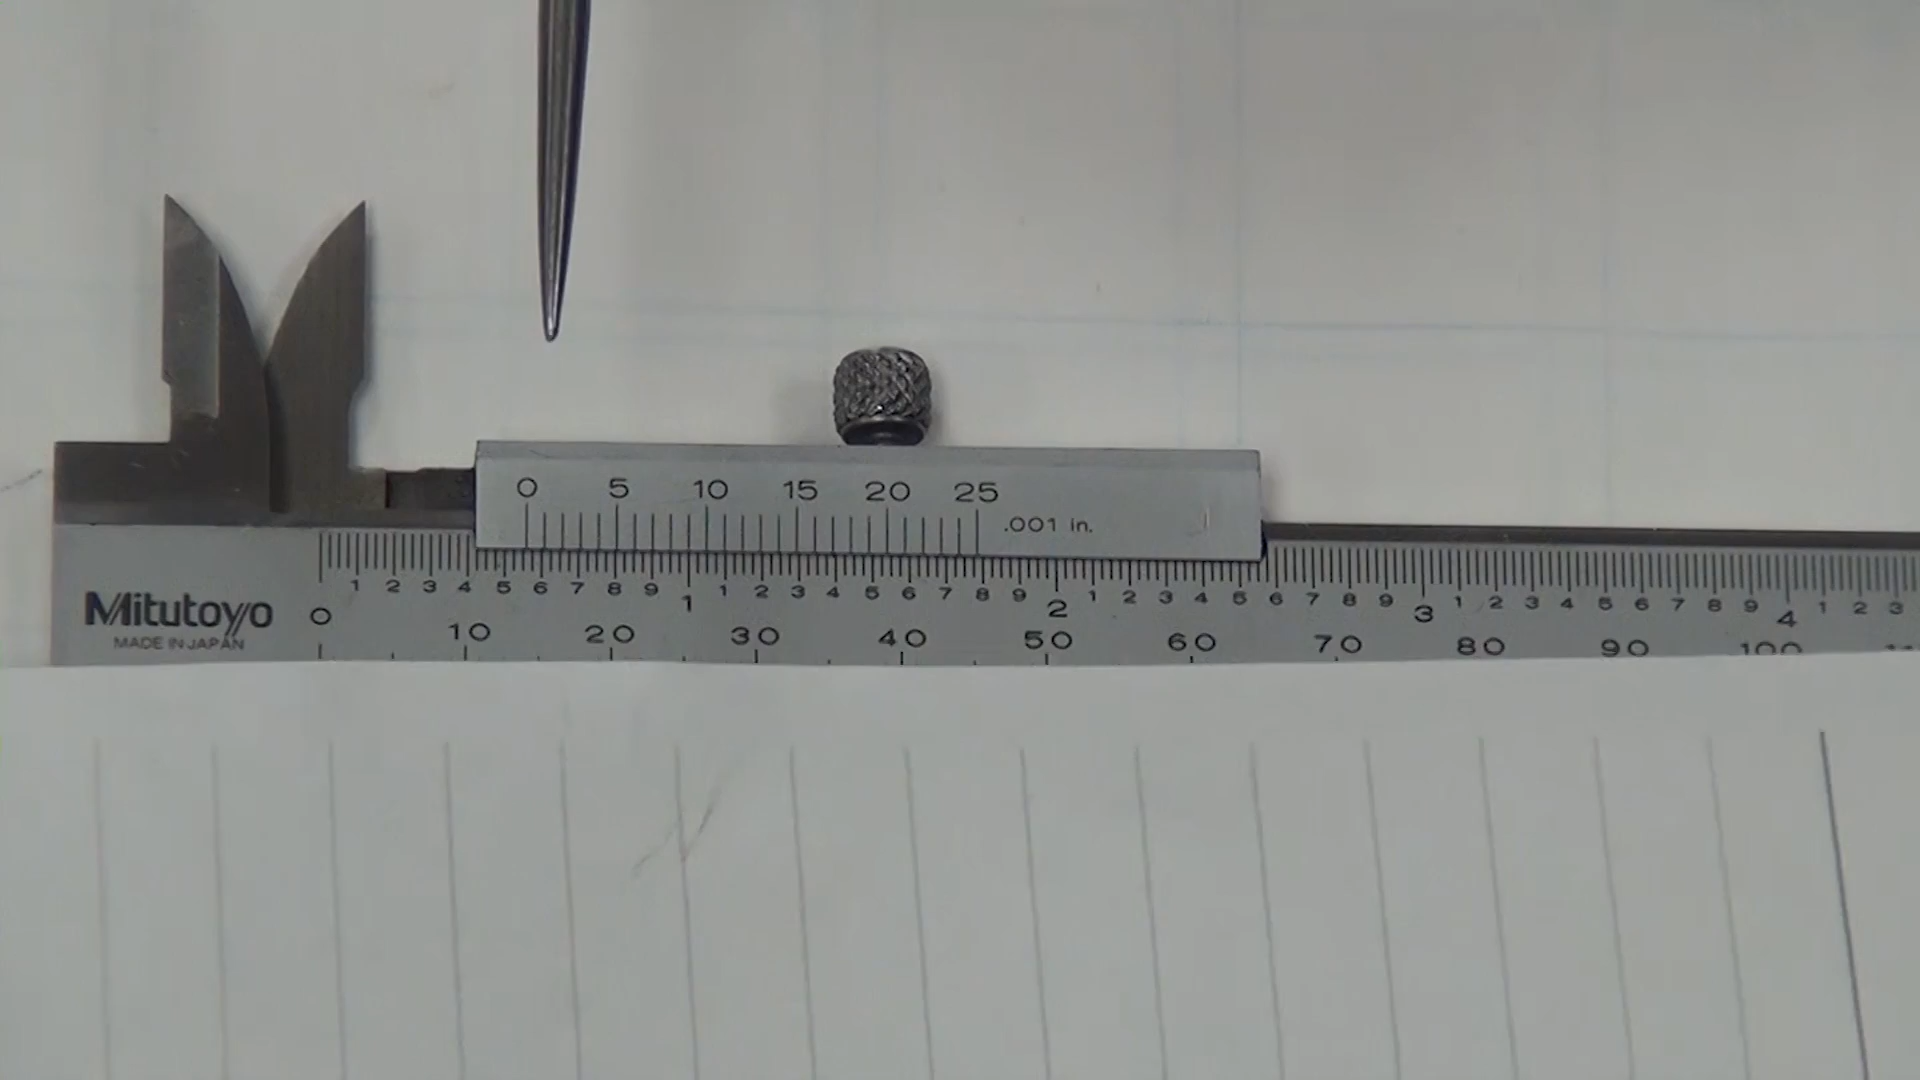 0 5 10 15 20 25
.001 in.
1 2 3 4 5 6 7 8 9 1 1 2 3 4 5 6 7 8 9 2 1 2 3 4 5 6 7 8 9 3 1 2 3 4 5 6 7 8 9 4 1 2 3
Mitutoyo
MADE IN JAPAN
0 10 20 30 40 50 60 70 80 90 100